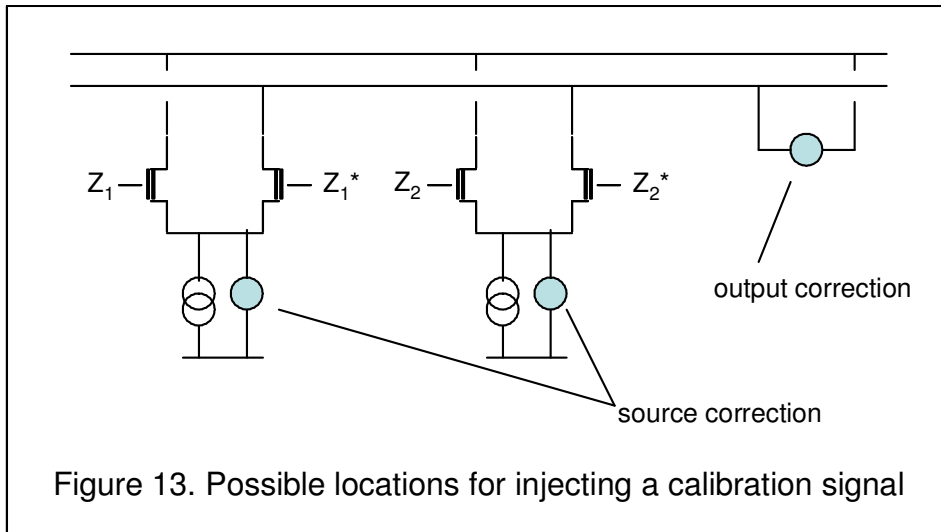 Z1
Z1*
Z2
Z2*
output correction
source correction
Figure 13. Possible locations for injecting a calibration signal